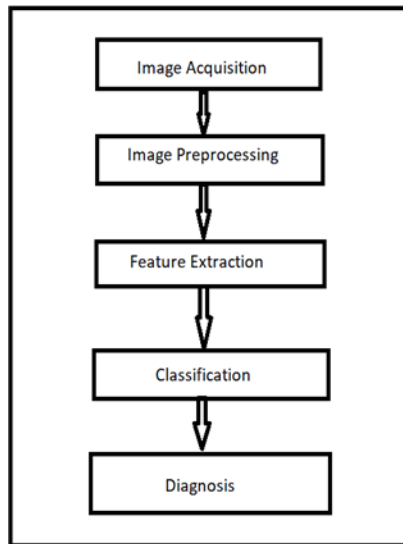 Image Acquisition
Image Preprocessing
Feature Extraction
Classification
Diagnosis